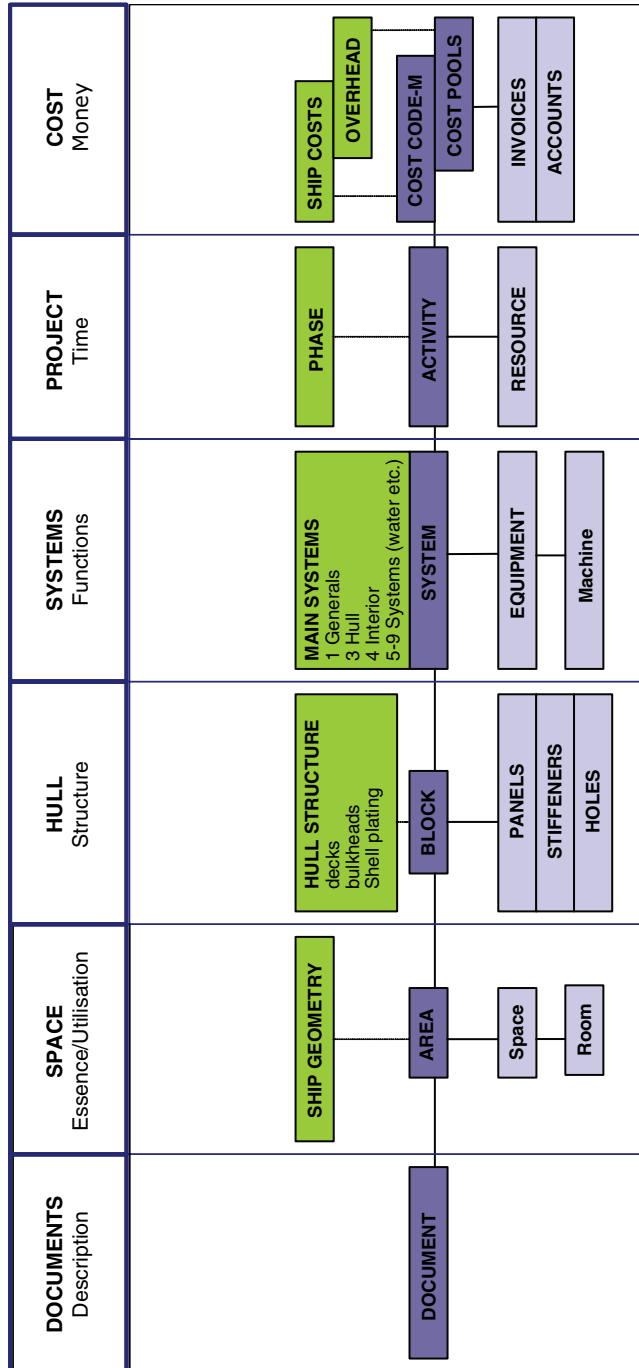 DOCUMENTS
Description
SPACE
Essence/Utilisation
HULL
Structure
SYSTEMS
Functions
PROJECT
Time
COST
Money
DOCUMENT
SHIP GEOMETRY
AREA
Space
Room
HULL STRUCTURE
decks
bulkheads
Shell plating
BLOCK
PANELS
STIFFENERS
HOLES
MAIN SYSTEMS
1 Generals
3 Hull
4 Interior
5-9 Systems (water etc.)
SYSTEM
EQUIPMENT
Machine
PHASE
ACTIVITY
RESOURCE
SHIP COSTS
OVERHEAD
COST CODE-M
COST POOLS
INVOICES
ACCOUNTS